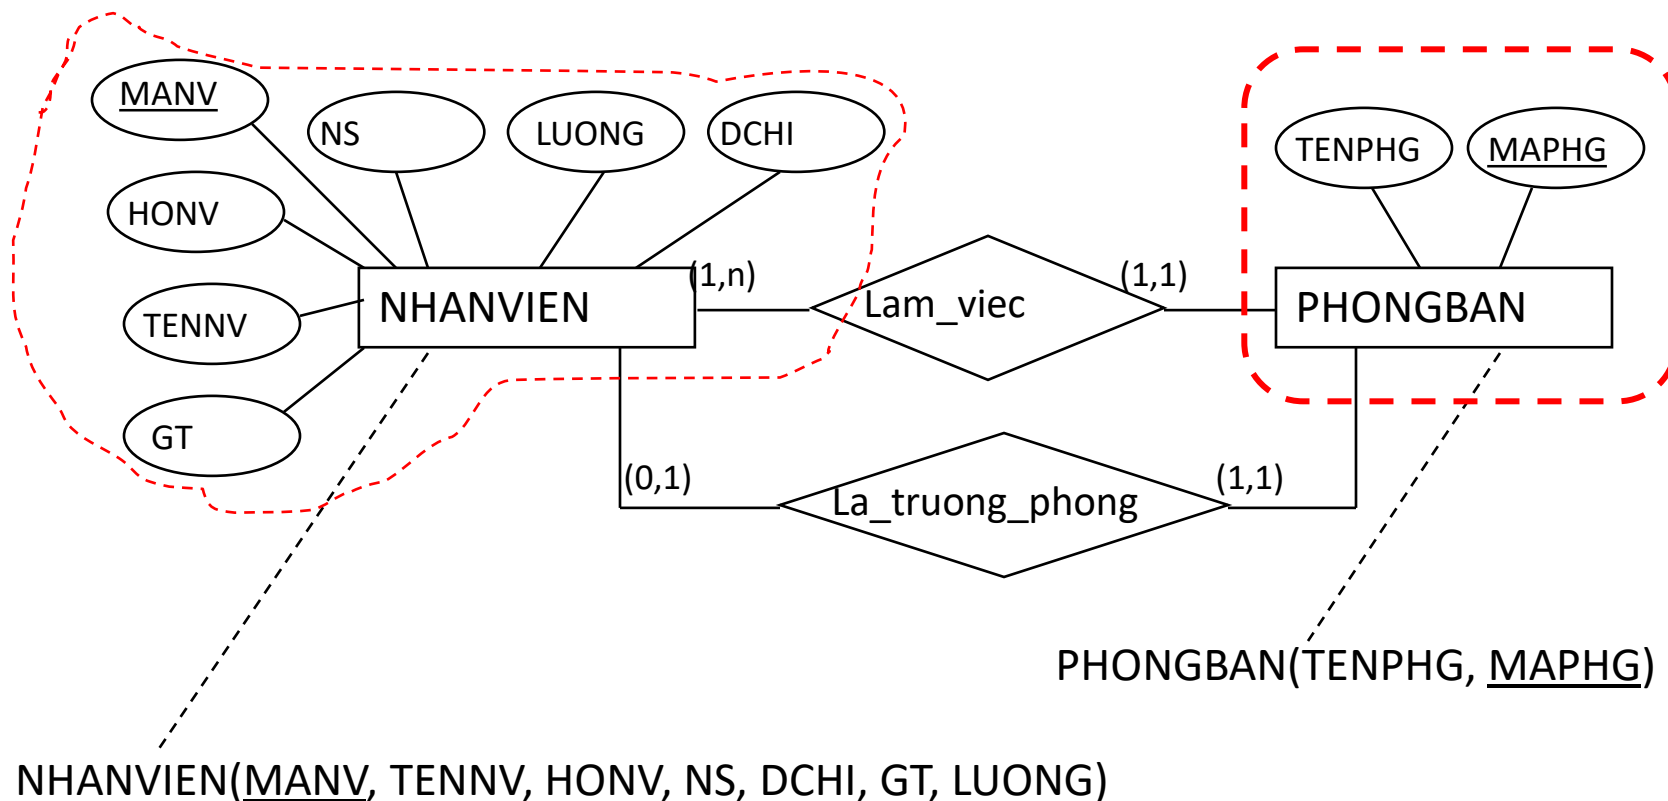 MANV
NS
LUONG
DCHI
TENPHG
MAPHG
HONV
TENNV
GT
NHANVIEN
(1,n)
Lam_viec
(1,1)
PHONGBAN
(0,1)
La_truong_phong
(1,1)
PHONGBAN(TENPHG, MAPHG)
NHANVIEN(MANV, TENNV, HONV, NS, DCHI, GT, LUONG)